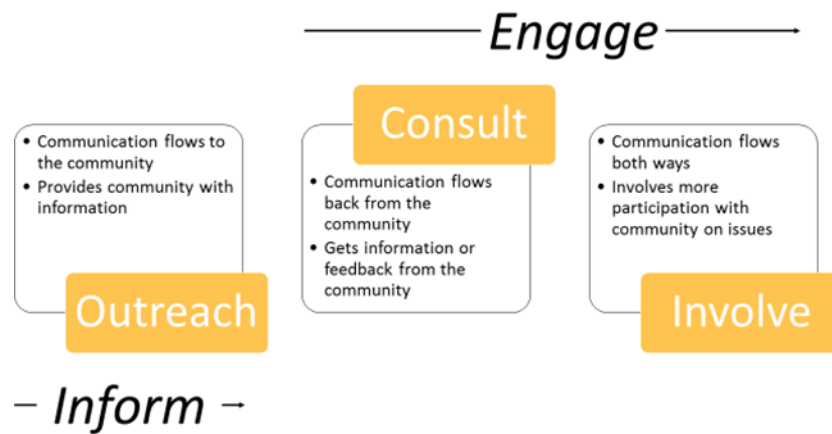 Engage
• Communication flows to
the community
• Provides community with
information
Outreach
Consult
• Communication flows
back from the
community
• Gets information or
feedback from the
community
• Communication flows
both ways
• Involves more
participation with
community on issues
Involve
Inform